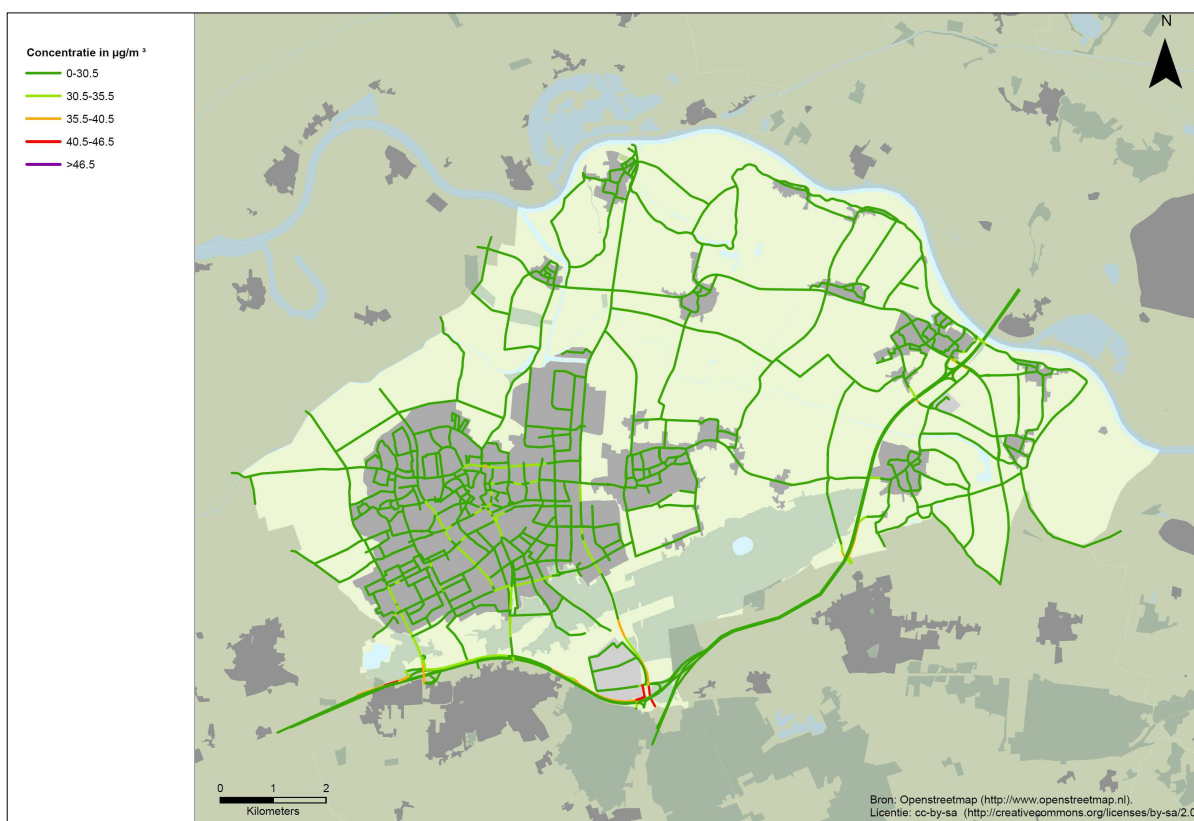 Concentratie in µg/m ³
0-30.5
30.5-35.5
35.5-40.5
40.5-46.5
>46.5
N
0 1 2
Kilometers
Bron: Openstreetmap (http://www.openstreetmap.nl).
Licentie: cc-by-sa (http://creativecommons.org/licenses/by-sa/2.0